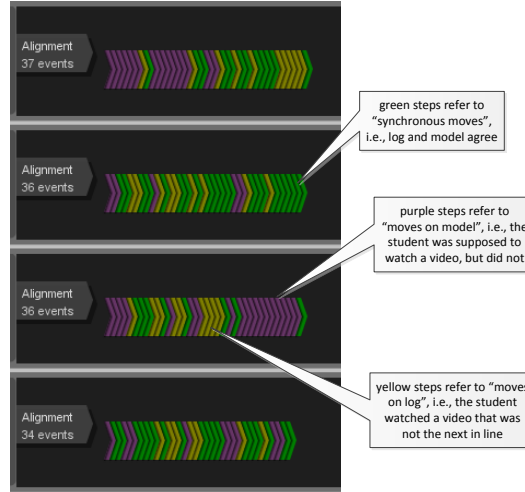 Alignment
37 events
green steps refer to
“synchronous moves”,
i.e., log and model agree
Alignment
36 events
purple steps refer to
“moves on model”, i.e., the
student was supposed to
watch a video, but did not
Alignment
36 events
yellow steps refer to “moves
on log”, i.e., the student
watched a video that was
not the next in line
Alignment
34 events